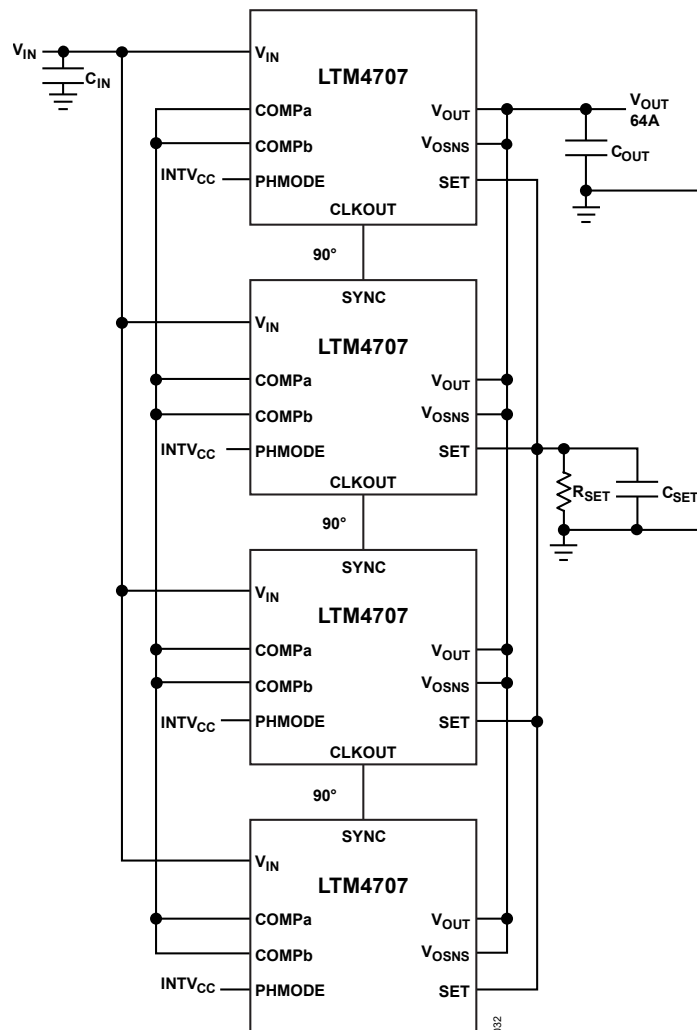 VIN
CIN
VIN
LTM4707
COMPa
COMPb
INTVCC
PHMODE
CLKOUT
VOUT
VOSNS
SET
VOUT
64A
COUT
90°
SYNC
VIN
LTM4707
COMPa
COMPb
INTVCC
PHMODE
CLKOUT
VOUT
VOSNS
SET
RSET
CSET
90°
SYNC
VIN
LTM4707
COMPa
COMPb
INTVCC
PHMODE
CLKOUT
VOUT
VOSNS
SET
90°
SYNC
VIN
LTM4707
COMPa
COMPb
INTVCC
PHMODE
VOUT
VOSNS
SET
032